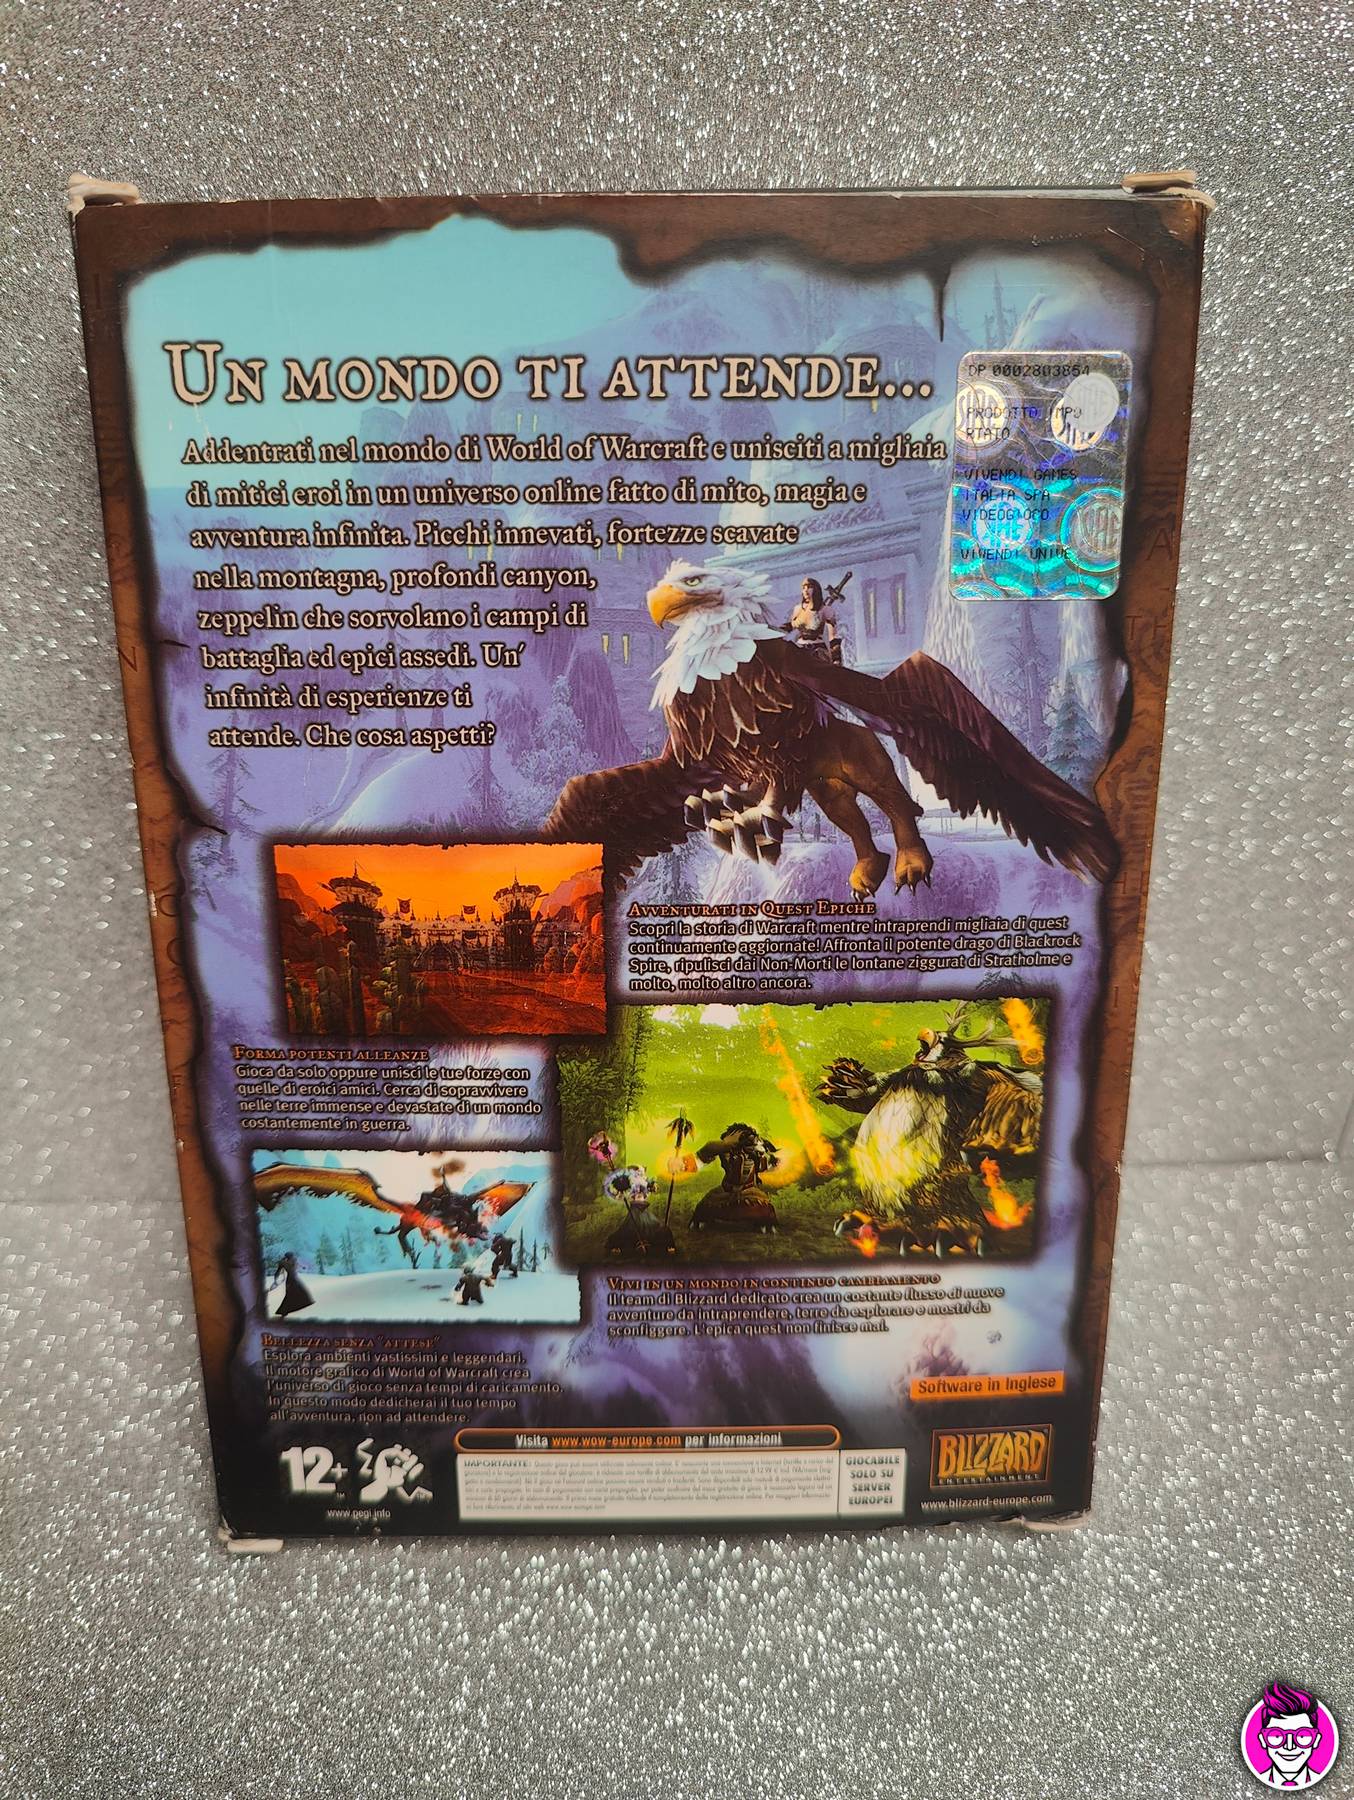 UN MONDO TI ATTENDE...
Addentrati nel mondo di World of Warcraft e unisciti a migliaia
di mitici eroi in un universo online fatto di mito, magia e
avventura infinita. Picchi innevati, fortezze scavate
nella montagna, profondi canyon,
zeppelin che sorvolano i campi di
battaglia ed epici assedi. Un'
infinità di esperienze ti
attende. Che cosa aspetti?
DP 0002803854
PRODOTTO IMPO
RTATO
VIVENDI GAMES
ITALIA SPA
VIDEOGIOCO
VIVENDI UNIVE
AVVENTURATI IN QUEST EPICHE
Scopri la storia di Warcraft mentre intraprendi migliaia di quest
continuamente aggiornate! Affronta il potente drago di Blackrock
Spire, ripulisci dai Non-Morti le lontane ziggurat di Stratholme e
molto, molto altro ancora.
FORMA POTENTI ALLEANZE
Gioca da solo oppure unisci le tue forze con
quelle di eroici amici. Cerca di sopravvivere
nelle terre immense e devastate di un mondo
costantemente in guerra.
VIVI IN UN MONDO IN CONTINUO CAMBIAMENTO
Il team di Blizzard dedicato crea un costante flusso di nuove
avventure da intraprendere, terre da esplorare e mostri da
sconfiggere. L'epica quest non finisce mai.
BELLEZZA SENZA "ATTESE"
Esplora ambienti vastissimi e leggendari.
Il motore grafico di World of Warcraft crea
l'universo di gioco senza tempi di caricamento.
In questo modo dedicherai il tuo tempo
all'avventura, non ad attendere.
Software in Inglese
Visita www.wow-europe.com per informazioni
12+
www.pegi.info
IMPORTANTE:
GIOCABILE
SOLO SU
SERVER
EUROPEI
BLIZZARD
ENTERTAINMENT
www.blizzard-europe.com